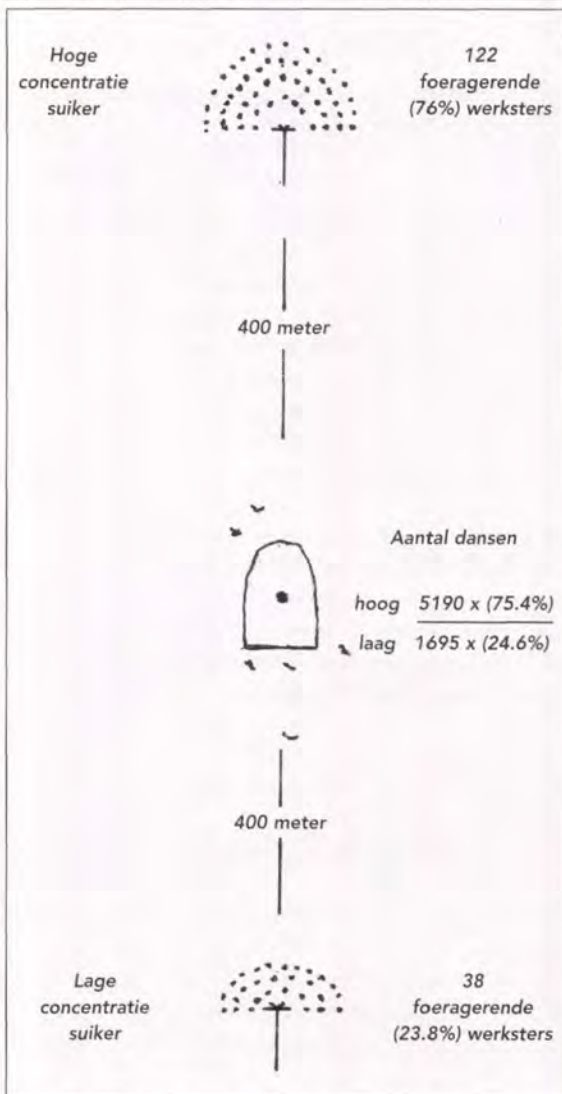 Hoge
concentratie
suiker
122
foeragerende
(76%) werksters
400 meter
Aantal dansen
hoog 5190 x (75.4%)
laag 1695 x (24.6%)
400 meter
Lage
concentratie
suiker
38
foeragerende
(23.8%) werksters